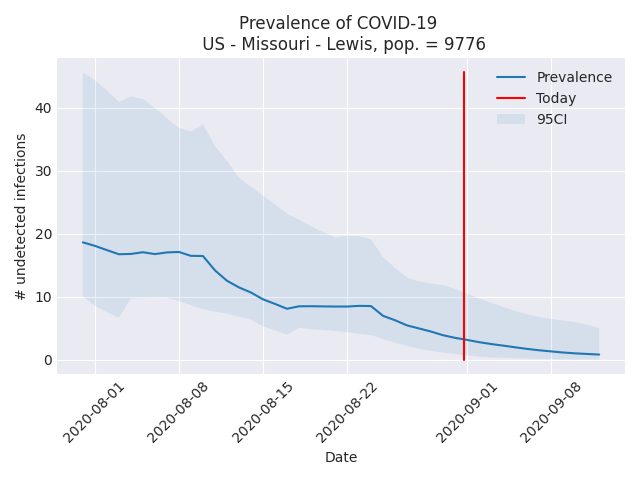 Prevalence of COVID-19
US - Missouri - Lewis, pop. = 9776
Prevalence
Today
95CI
# undetected infections
40
30
20
10
0
2020-08-01
2020-08-08
2020-08-15
2020-08-22
2020-09-01
2020-09-08
Date